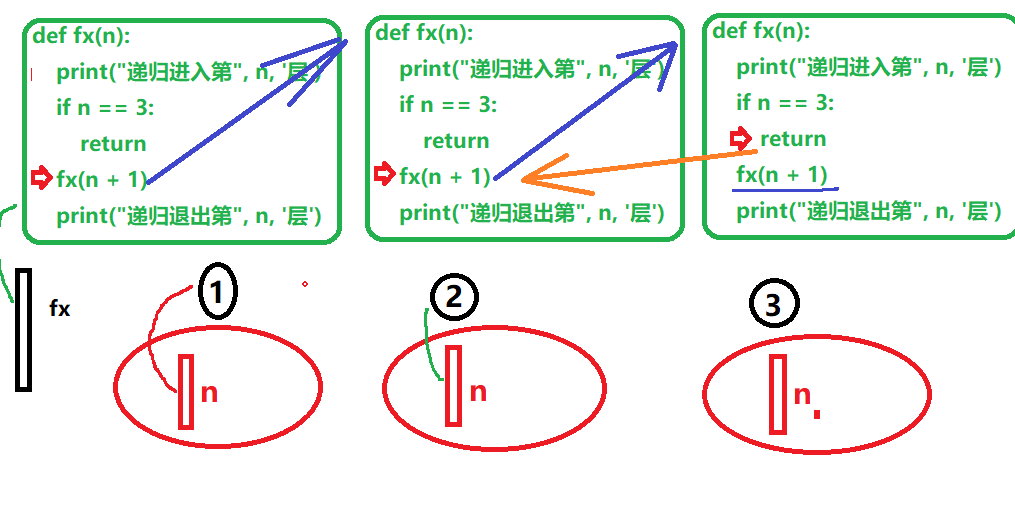 def fx(n):
print("递归进入第", n, '层')
if n == 3:
return
fx(n + 1)
print("递归退出第", n, '层')
def fx(n):
print("递归进入第", n, '层')
if n == 3:
return
fx(n + 1)
print("递归退出第", n, '层')
def fx(n):
print("递归进入第", n, '层')
if n == 3:
return
fx(n + 1)
print("递归退出第", n, '层')
fx
1
n
2
n
3
n